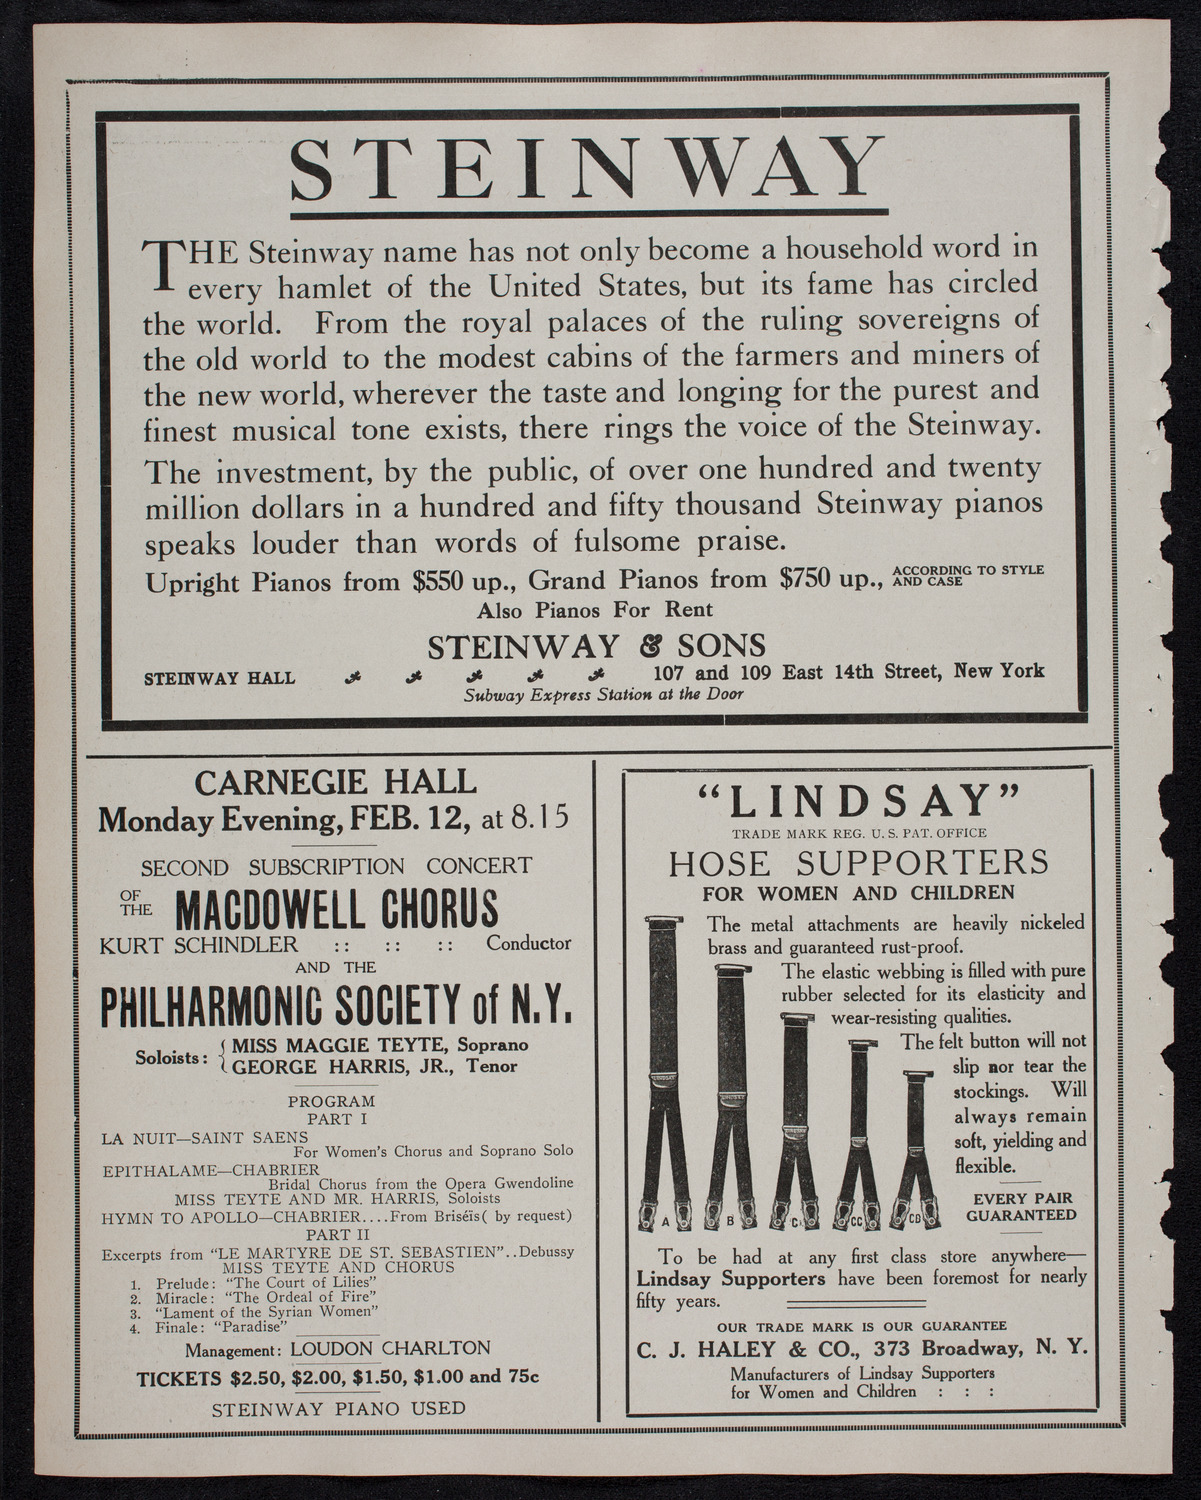 STEINWAY
THE Steinway name has not only become a household word in
every hamlet of the United States, but its fame has circled
the world. From the royal palaces of the ruling sovereigns of
the old world to the modest cabins of the farmers and miners of
the new world, wherever the taste and longing for the purest and
finest musical tone exists, there rings the voice of the Steinway.
The investment, by the public, of over one hundred and twenty
million dollars in a hundred and fifty thousand Steinway pianos
speaks louder than words of fulsome praise.
Upright Pianos from $550 up., Grand Pianos from $750 up., ACCORDING TO STYLE AND CASE
Also Pianos For Rent
STEINWAY & SONS
STEINWAY HALL 107 and 109 East 14th Street, New York
Subway Express Station at the Door
CARNEGIE HALL
Monday Evening, FEB. 12, at 8.15
SECOND SUBSCRIPTION CONCERT
OF THE MACDOWELL CHORUS
KURT SCHINDLER :: :: :: Conductor
AND THE
PHILHARMONIC SOCIETY of N.Y.
Soloists: { MISS MAGGIE TEYTE, Soprano
GEORGE HARRIS, JR., Tenor
PROGRAM
PART I
LA NUIT—SAINT SAENS
For Women's Chorus and Soprano Solo
EPITHALAME—CHABRIER
Bridal Chorus from the Opera Gwendoline
MISS TEYTE AND MR. HARRIS, Soloists
HYMN TO APOLLO—CHABRIER....From Briséïs( by request)
PART II
Excerpts from "LE MARTYRE DE ST. SEBASTIEN"..Debussy
MISS TEYTE AND CHORUS
1. Prelude: "The Court of Lilies"
2. Miracle: "The Ordeal of Fire"
3. "Lament of the Syrian Women"
4. Finale: "Paradise"
Management: LOUDON CHARLTON
TICKETS $2.50, $2.00, $1.50, $1.00 and 75c
STEINWAY PIANO USED
"LINDSAY"
TRADE MARK REG. U. S. PAT. OFFICE
HOSE SUPPORTERS
FOR WOMEN AND CHILDREN
The metal attachments are heavily nickeled
brass and guaranteed rust-proof.
The elastic webbing is filled with pure
rubber selected for its elasticity and
wear-resisting qualities.
The felt button will not
slip nor tear the
stockings. Will
always remain
soft, yielding and
flexible.
EVERY PAIR
GUARANTEED
A B C CC CD
To be had at any first class store anywhere—
Lindsay Supporters have been foremost for nearly
fifty years.
OUR TRADE MARK IS OUR GUARANTEE
C. J. HALEY & CO., 373 Broadway, N. Y.
Manufacturers of Lindsay Supporters
for Women and Children : : :